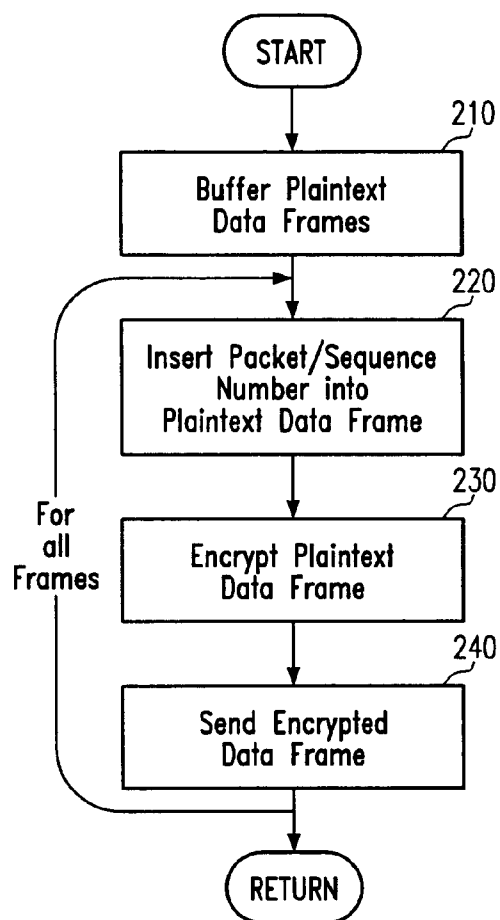 START
210
Buffer Plaintext
Data Frames
220
Insert Packet/Sequence
Number into
Plaintext Data Frame
230
Encrypt Plaintext
Data Frame
For
all
Frames
240
Send Encrypted
Data Frame
RETURN